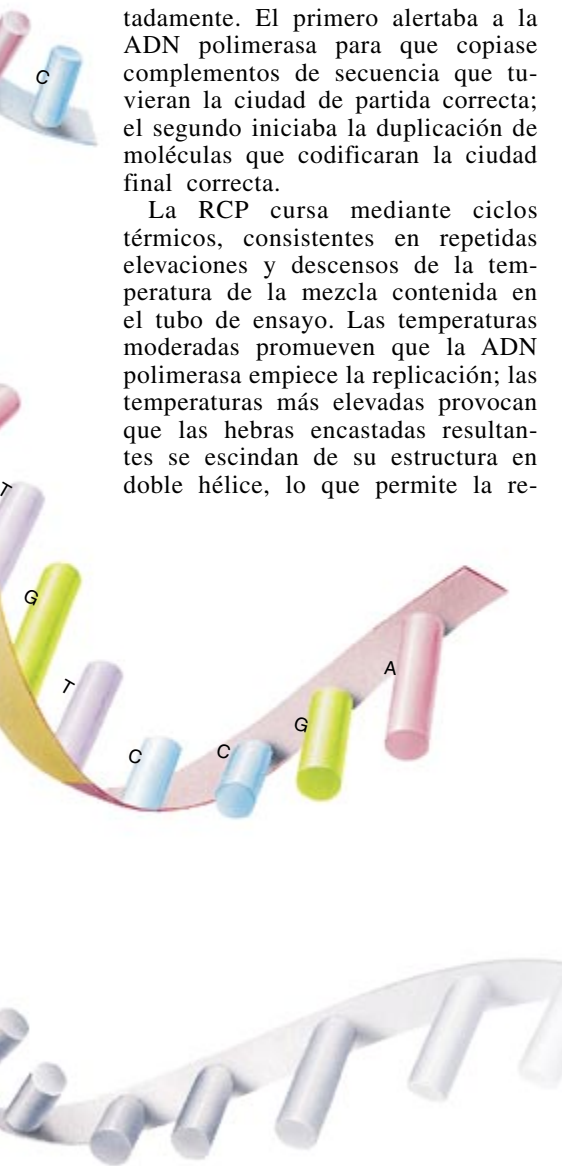 tadamente. El primero alertaba a la
ADN polimerasa para que copiase
complementos de secuencia que tu-
vieran la ciudad de partida correcta;
el segundo iniciaba la duplicación de
moléculas que codificaran la ciudad
final correcta.
La RCP cursa mediante ciclos
térmicos, consistentes en repetidas
elevaciones y descensos de la tem-
peratura de la mezcla contenida en
el tubo de ensayo. Las temperaturas
moderadas promueven que la ADN
polimerasa empiece la replicación; las
temperaturas más elevadas provocan
que las hebras encastadas resultan-
tes se escindan de su estructura en
doble hélice, lo que permite la re-
C
T
G
T
C
C
G
A